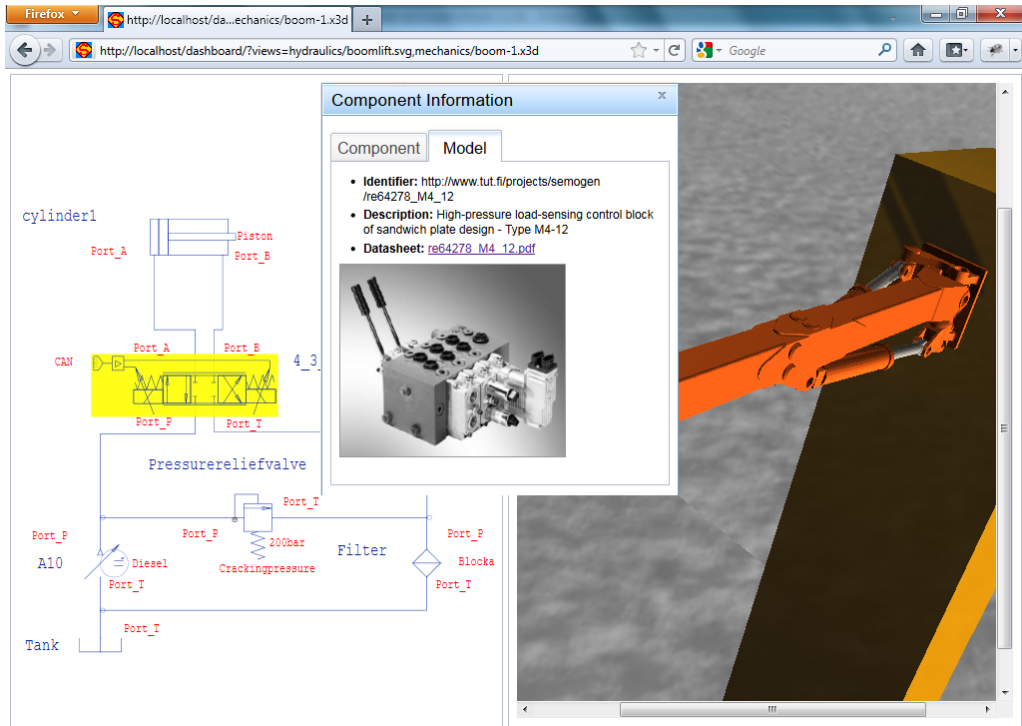 Firefox
http://localhost/da...echanics/boom-1.x3d
http://localhost/dashboard/?views=hydraulics/boomlift.svg,mechanics/boom-1.x3d
Google
Component Information
x
Component
Model
• Identifier: http://www.tut.fi/projects/semogen
/re64278_M4_12
• Description: High-pressure load-sensing control block
of sandwich plate design - Type M4-12
• Datasheet: re64278_M4_12.pdf
cylinder1
Piston
Port_A
Port_B
Port_A
Port_B
CAN
4_3_
Port_P
Port_T
Pressurereliefvalve
Port_T
Port_P
Port_P
Port_P
200bar
Filter
A10
Diesel
Crackingpressure
Blocka
Port_T
Port_T
Port_T
Tank